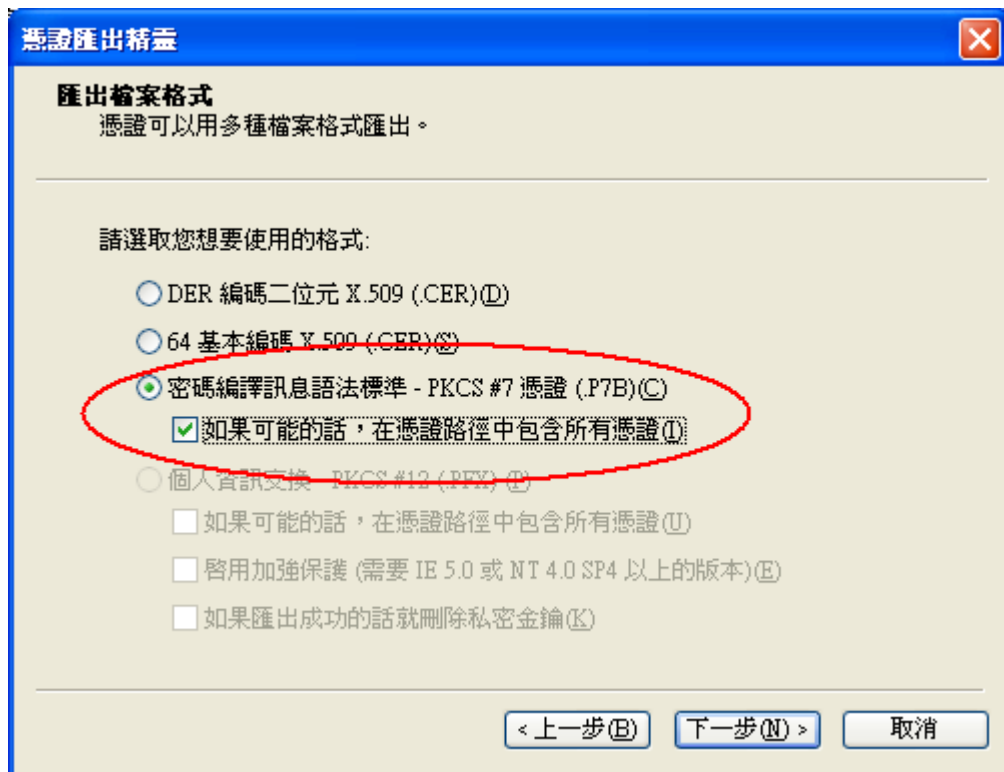 憑證匯出精靈
匯出檔案格式
憑證可以用多種檔案格式匯出。
請選取您想要使用的格式:
DER 編碼二位元 X.509 (.CER)(D)
64 基本編碼 X.509 (.CER)(S)
密碼編譯訊息語法標準 - PKCS #7 憑證 (.P7B)(C)
如果可能的話，在憑證路徑中包含所有憑證(I)
個人資訊交換 - PKCS #12 (.PFX) (P)
如果可能的話，在憑證路徑中包含所有憑證(U)
啓用加強保護 (需要 IE 5.0 或 NT 4.0 SP4 以上的版本)(E)
如果匯出成功的話就刪除私密金鑰(K)
< 上一步(B)
下一步(N) >
取消